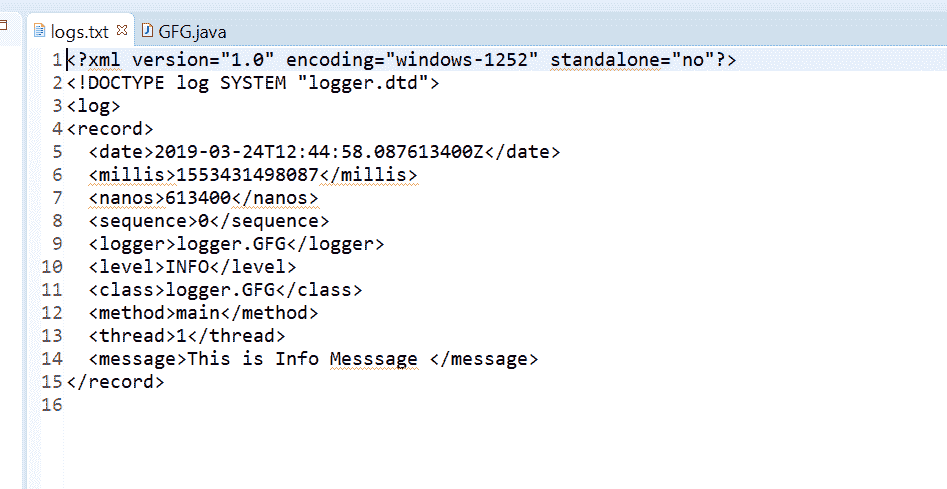 logs.txt GFG.java
1 <?xml version="1.0" encoding="windows-1252" standalone="no"?>
2 <!DOCTYPE log SYSTEM "logger.dtd">
3 <log>
4 <record>
5   <date>2019-03-24T12:44:58.087613400Z</date>
6   <millis>1553431498087</millis>
7   <nanos>613400</nanos>
8   <sequence>0</sequence>
9   <logger>logger.GFG</logger>
10   <level>INFO</level>
11   <class>logger.GFG</class>
12   <method>main</method>
13   <thread>1</thread>
14   <message>This is Info Messsage </message>
15 </record>
16